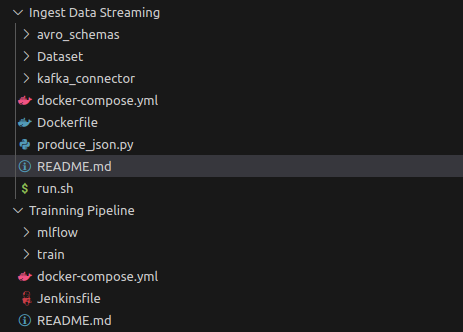 Ingest Data Streaming
avro_schemas
Dataset
kafka_connector
docker-compose.yml
Dockerfile
produce_json.py
README.md
run.sh
Trainning Pipeline
mlflow
train
docker-compose.yml
Jenkinsfile
README.md